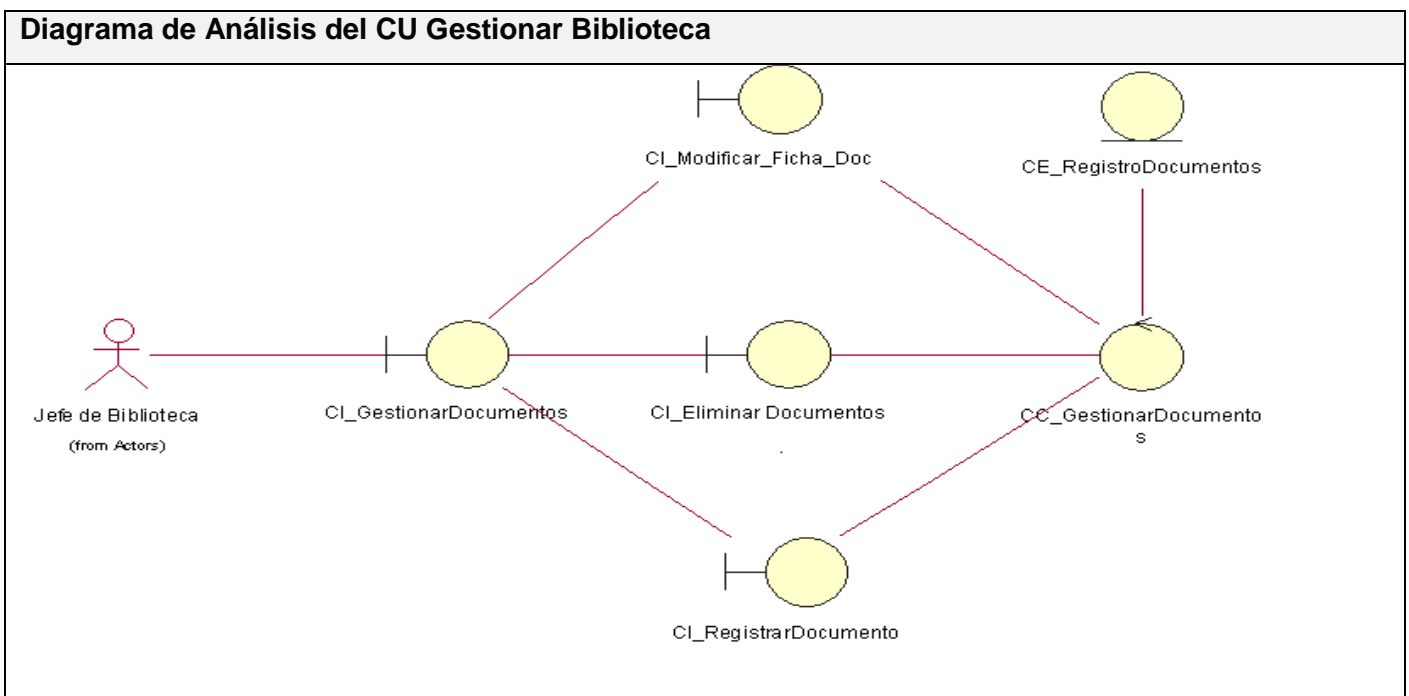 Diagrama de Análisis del CU Gestionar Biblioteca
CI_Modificar_Ficha_Doc
CE_RegistroDocumentos
Jefe de Biblioteca
(from Actors)
CI_GestionarDocumentos
CI_Eliminar Documentos
CC_GestionarDocumento
s
CI_RegistrarDocumento